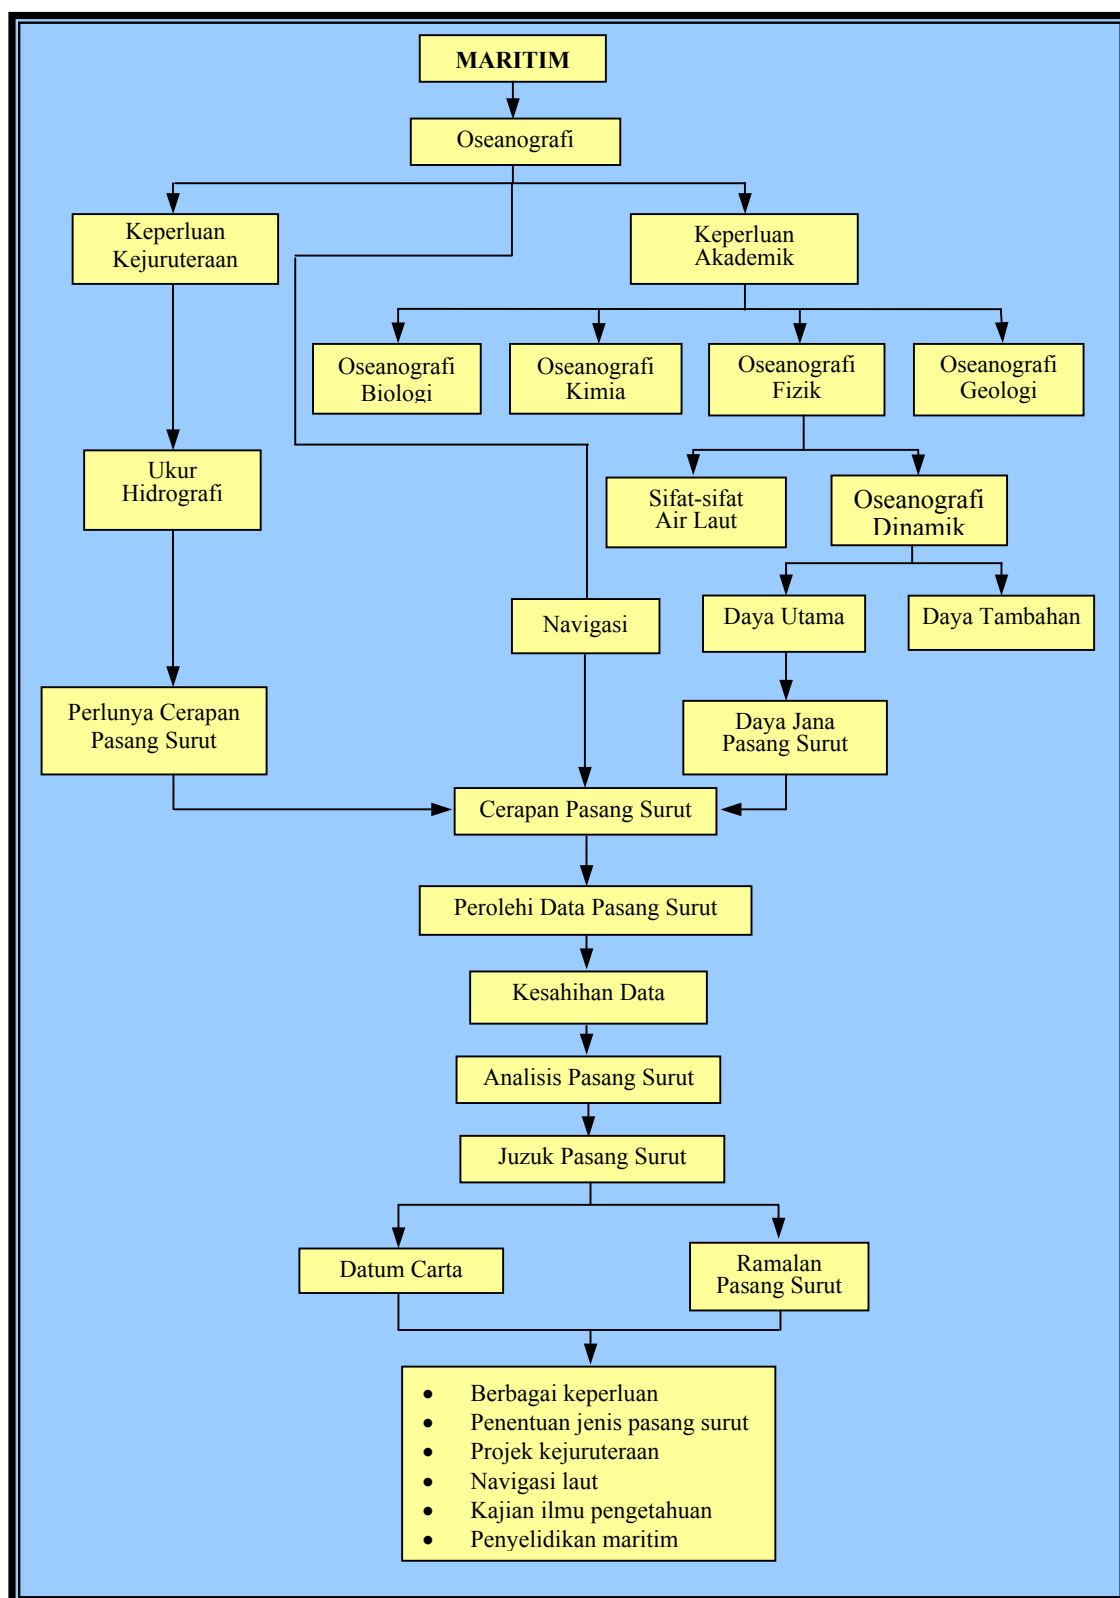 MARITIM
Oseanografi
Keperluan
Kejuruteraan
Keperluan
Akademik
Oseanografi
Biologi
Oseanografi
Kimia
Oseanografi
Fizik
Oseanografi
Geologi
Ukur
Hidrografi
Sifat-sifat
Air Laut
Oseanografi
Dinamik
Navigasi
Daya Utama
Daya Tambahan
Perlunya Cerapan
Pasang Surut
Daya Jana
Pasang Surut
Cerapan Pasang Surut
Perolehi Data Pasang Surut
Kesahihan Data
Analisis Pasang Surut
Juzuk Pasang Surut
Datum Carta
Ramalan
Pasang Surut
• Berbagai keperluan
• Penentuan jenis pasang surut
• Projek kejuruteraan
• Navigasi laut
• Kajian ilmu pengetahuan
• Penyelidikan maritim